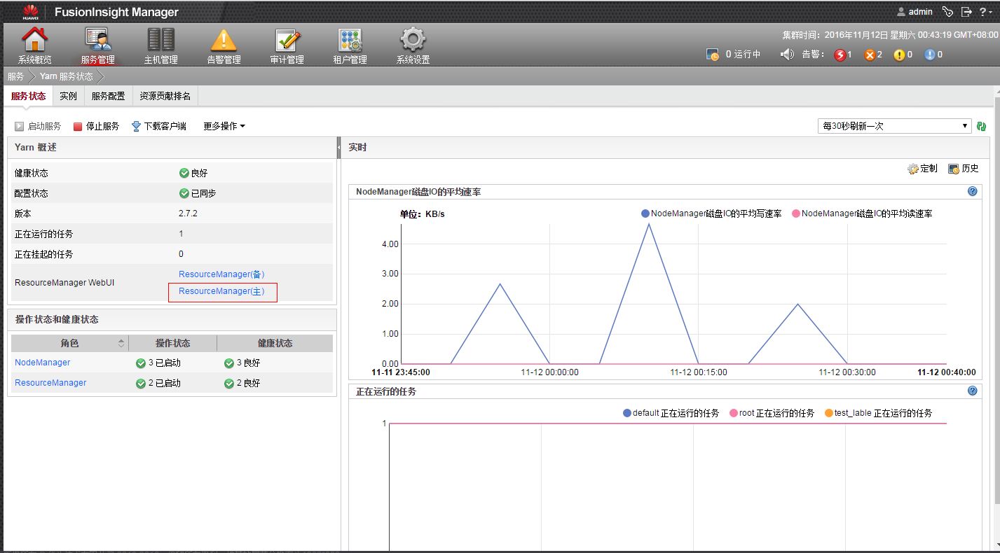 HUAWEI FusionInsight Manager admin ?
系统概览 服务管理 主机管理 告警管理 审计管理 租户管理 系统设置
集群时间：2016年11月12日 星期六 00:43:19 GMT+08:00
0 运行中 告警： 1 2 0 0
服务 Yarn 服务状态
服务状态 实例 服务配置 资源贡献排名
启动服务 停止服务 下载客户端 更多操作 每30秒刷新一次
Yarn 概述
健康状态 良好
配置状态 已同步
版本 2.7.2
正在运行的任务 1
正在挂起的任务 0
ResourceManager WebUI ResourceManager(备)
ResourceManager(主)
操作状态和健康状态
角色 操作状态 健康状态
NodeManager 3 已启动 3 良好
ResourceManager 2 已启动 2 良好
实时
定制 历史
NodeManager磁盘IO的平均速率 ?
单位：KB/s NodeManager磁盘IO的平均写速率 NodeManager磁盘IO的平均读速率
4.00
3.00
2.00
1.00
0.00
11-11 23:45:00 11-12 00:00:00 11-12 00:15:00 11-12 00:30:00 11-12 00:40:00
正在运行的任务 ?
default 正在运行的任务 root 正在运行的任务 test_lable 正在运行的任务
1